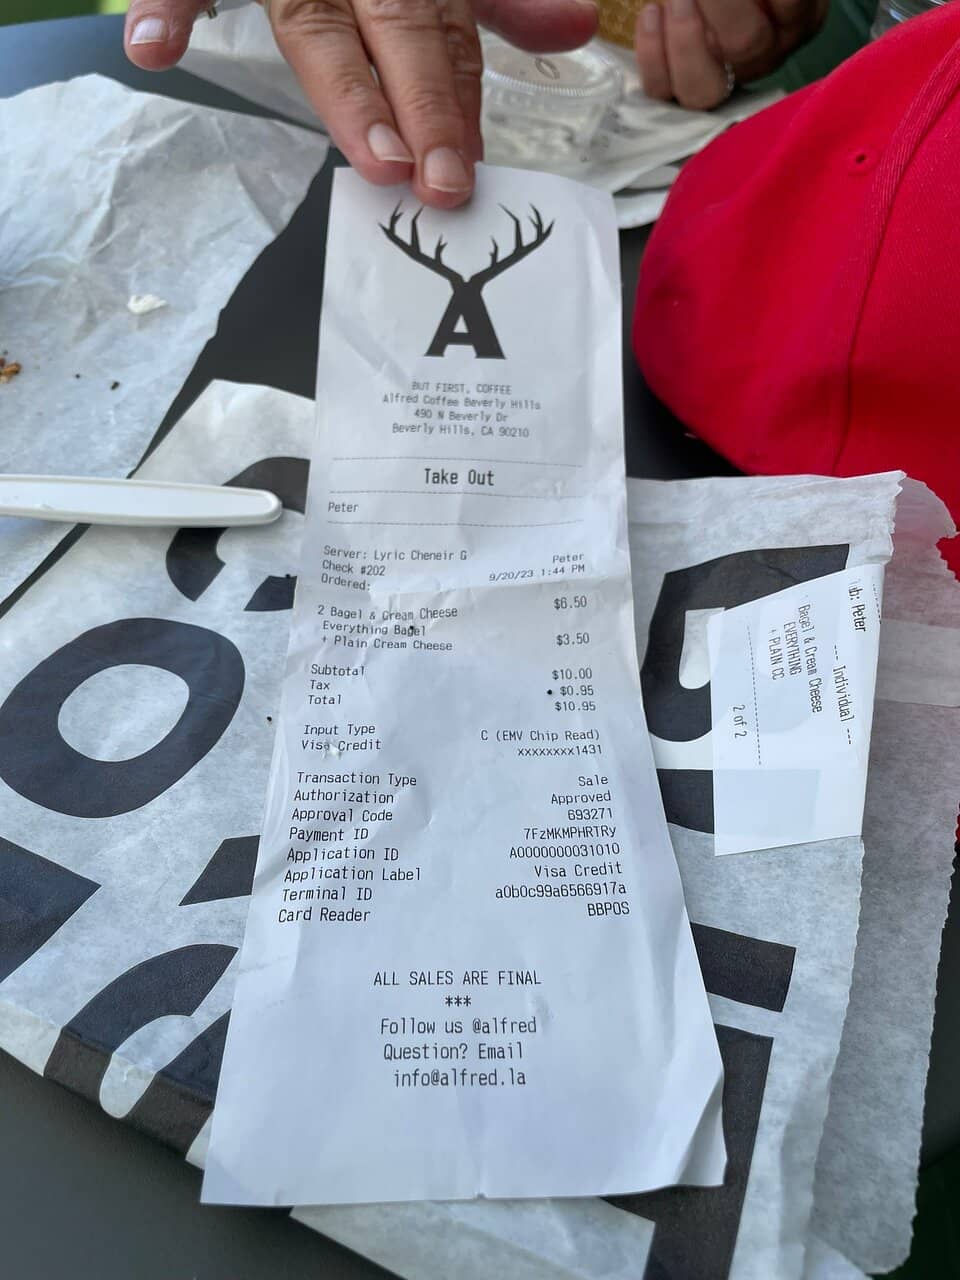 A
BUT FIRST, COFFEE
Alfred Coffee Beverly Hills
490 N Beverly Dr
Beverly Hills, CA 90210
Take Out
Peter
Server: Lyric Cheneir G
Check #202 Peter
Ordered: 9/20/23 1:44 PM
2 Bagel & Cream Cheese $6.50
Everything Bagel
+ Plain Cream Cheese $3.50
Subtotal $10.00
Tax $0.95
Total $10.95
Input Type C (EMV Chip Read)
Visa Credit xxxxxxxx1431
Transaction Type Sale
Authorization Approved
Approval Code 693271
Payment ID 7FzMKMPHRTRy
Application ID A0000000031010
Application Label Visa Credit
Terminal ID a0b0c99a6566917a
Card Reader BBPOS
ALL SALES ARE FINAL
***
Follow us @alfred
Question? Email
info@alfred.la
Peter
--- Individual ---
Bagel & Cream Cheese
EVERYTHING
+ PLAIN CC
2 of 2